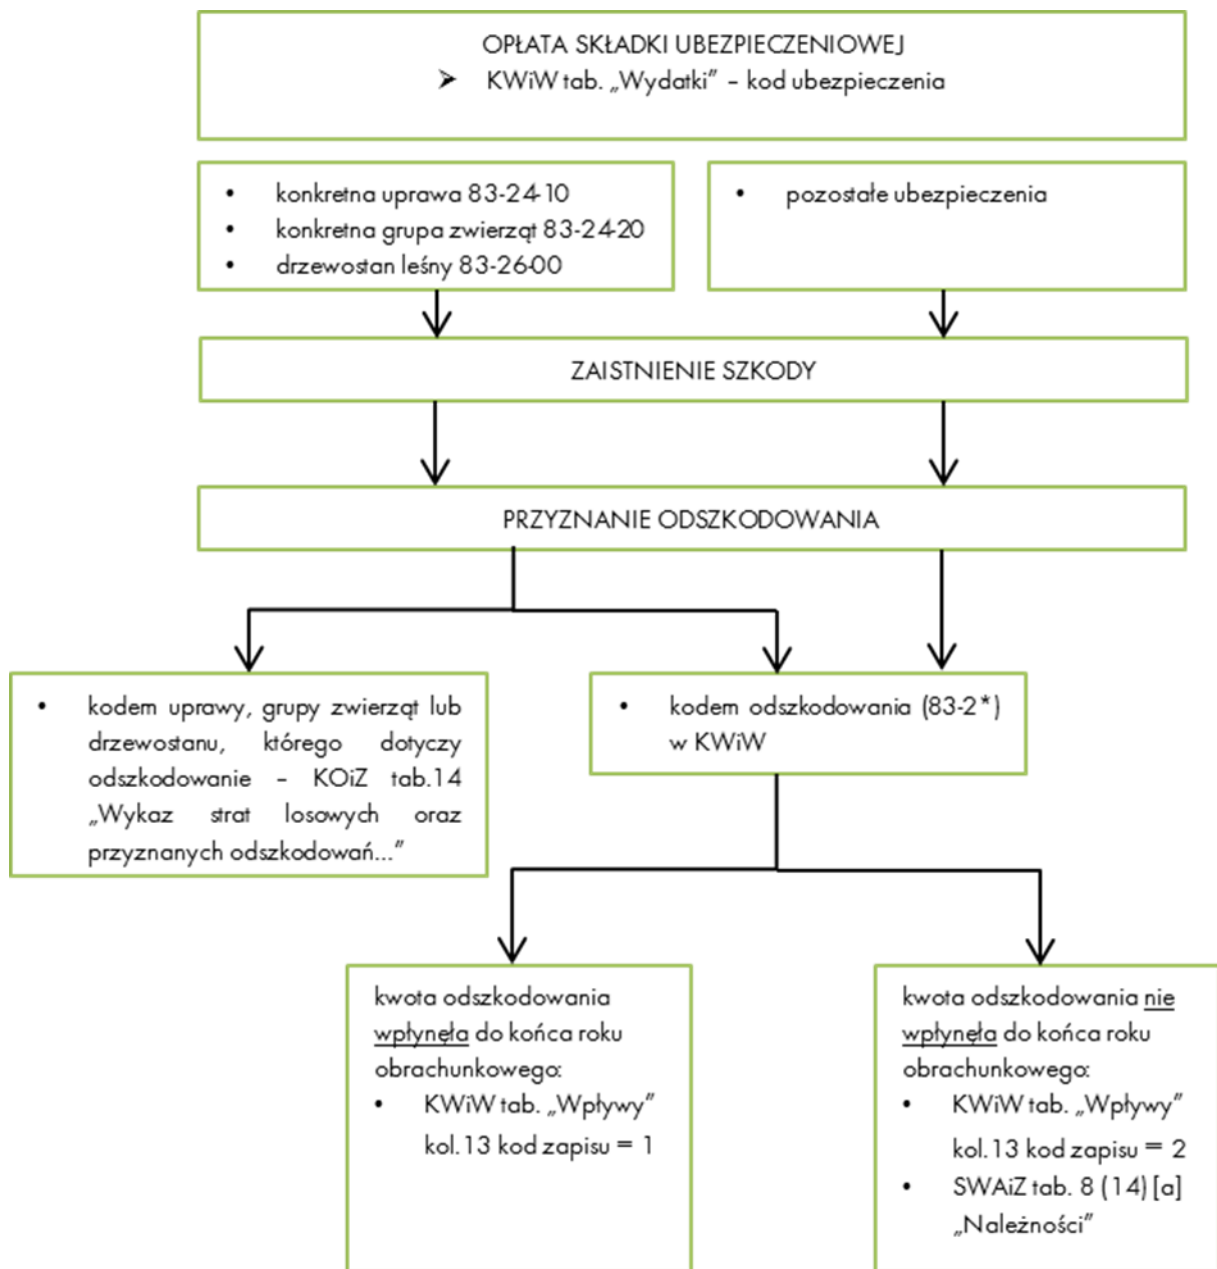 OPŁATA SKŁADKI UBEZPIECZENIOWEJ
➢ KWiW tab. „Wydatki” – kod ubezpieczenia
• konkretna uprawa 83-24-10
• konkretna grupa zwierząt 83-24-20
• drzewostan leśny 83-26-00
• pozostałe ubezpieczenia
ZAISTNIENIE SZKODY
PRZYZNANIE ODSZKODOWANIA
• kodem uprawy, grupy zwierząt lub
drzewostanu, którego dotyczy
odszkodowanie – KOiZ tab.14
„Wykaz strat losowych oraz
przyznanych odszkodowań...”
• kodem odszkodowania (83-2*)
w KWiW
kwota odszkodowania
wpłynęła do końca roku
obrachunkowego:
• KWiW tab. „Wpływy”
kol.13 kod zapisu = 1
kwota odszkodowania nie
wpłynęła do końca roku
obrachunkowego:
• KWiW tab. „Wpływy”
kol.13 kod zapisu = 2
• SWAiZ tab. 8 (14) [a]
„Należności”